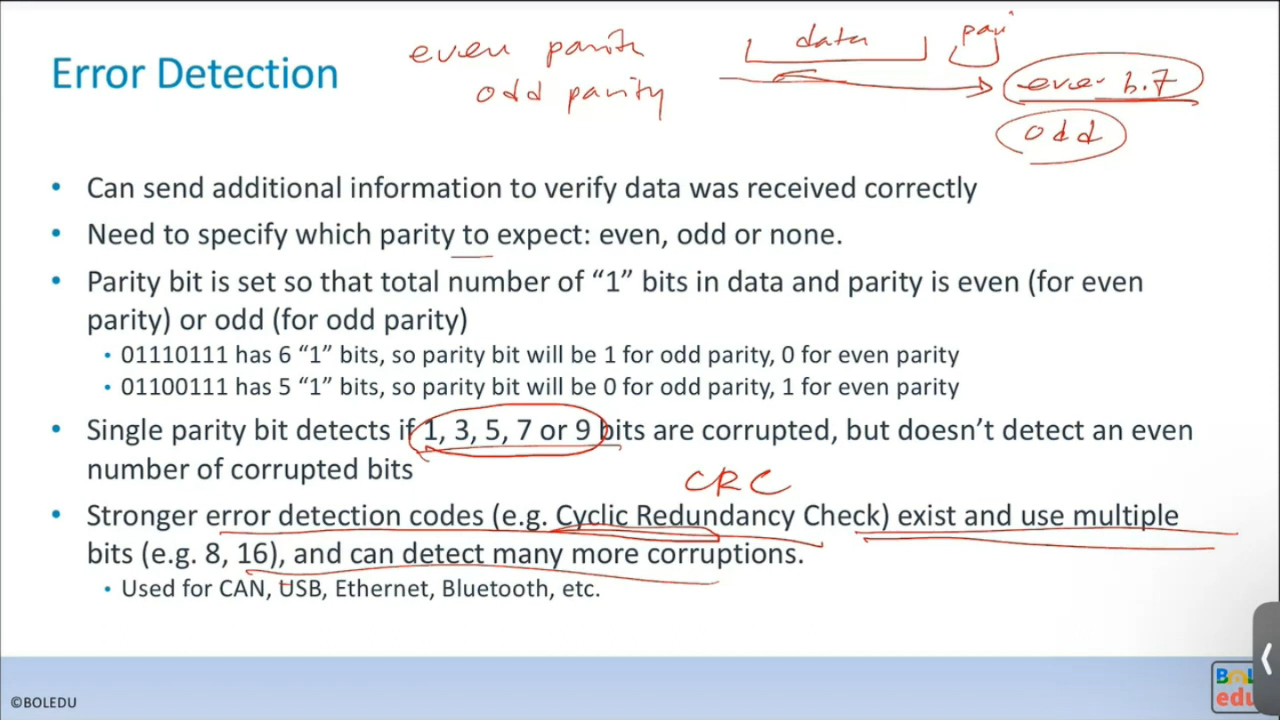 even parity
odd parity
data
Error Detection
odd
• Can send additional information to verify data was received correctly
• Need to specify which parity to expect: even, odd or none.
• Parity bit is set so that total number of “1” bits in data and parity is even (for even
parity) or odd (for odd parity)
• 01110111 has 6 “1” bits, so parity bit will be 1 for odd parity, 0 for even parity
• 01100111 has 5 “1” bits, so parity bit will be 0 for odd parity, 1 for even parity
• Single parity bit detects if 1, 3, 5, 7 or 9 bits are corrupted, but doesn’t detect an even
number of corrupted bits
CRC
• Stronger error detection codes (e.g. Cyclic Redundancy Check) exist and use multiple
bits (e.g. 8, 16), and can detect many more corruptions.
• Used for CAN, USB, Ethernet, Bluetooth, etc.
©BOLEDU
BOL
edu